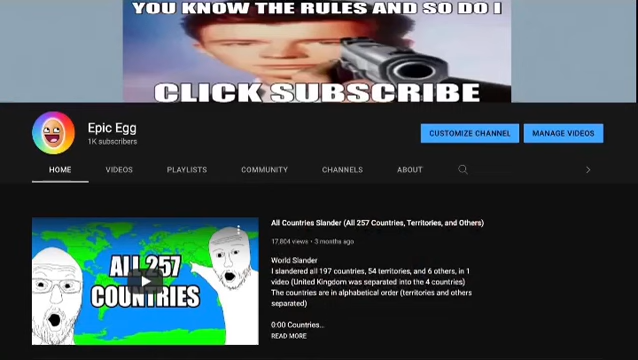 YOU KNOW THE RULES AND SO DO I
CLICK SUBSCRIBE
Epic Egg
1K subscribers
CUSTOMIZE CHANNEL
MANAGE VIDEOS
HOME
VIDEOS
PLAYLISTS
COMMUNITY
CHANNELS
ABOUT
ALL 257
COUNTRIES
All Countries Slander (All 257 Countries, Territories, and Others)
17,804 views • 3 months ago
World Slander
I slandered all 197 countries, 54 territories, and 6 others, in 1
video (United Kingdom was separated into the 4 countries)
The countries are in alphabetical order (territories and others
separated)
0:00 Countries..
READ MORE